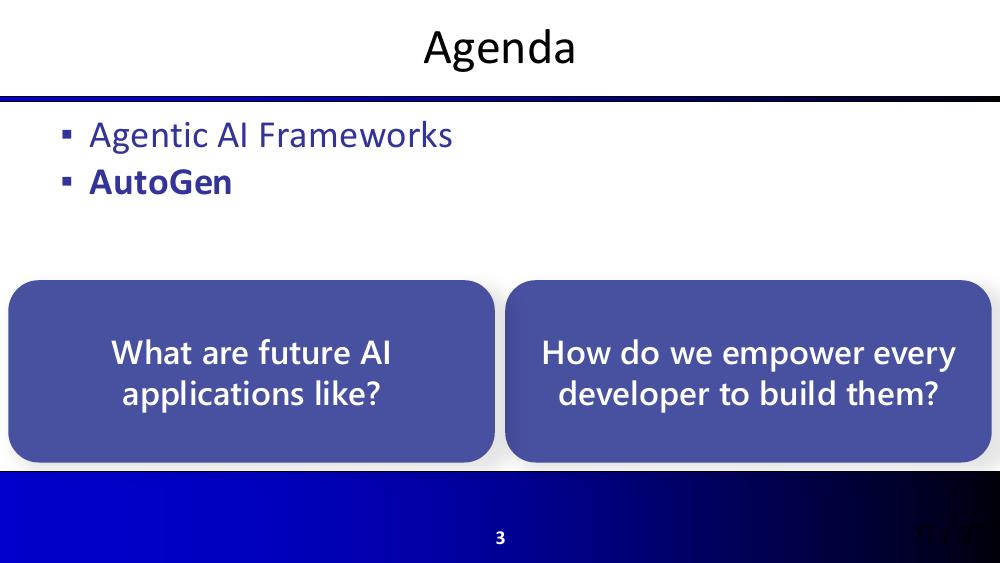 Agenda
▪ Agentic AI Frameworks
▪ AutoGen
What are future AI
applications like?
How do we empower every
developer to build them?
3